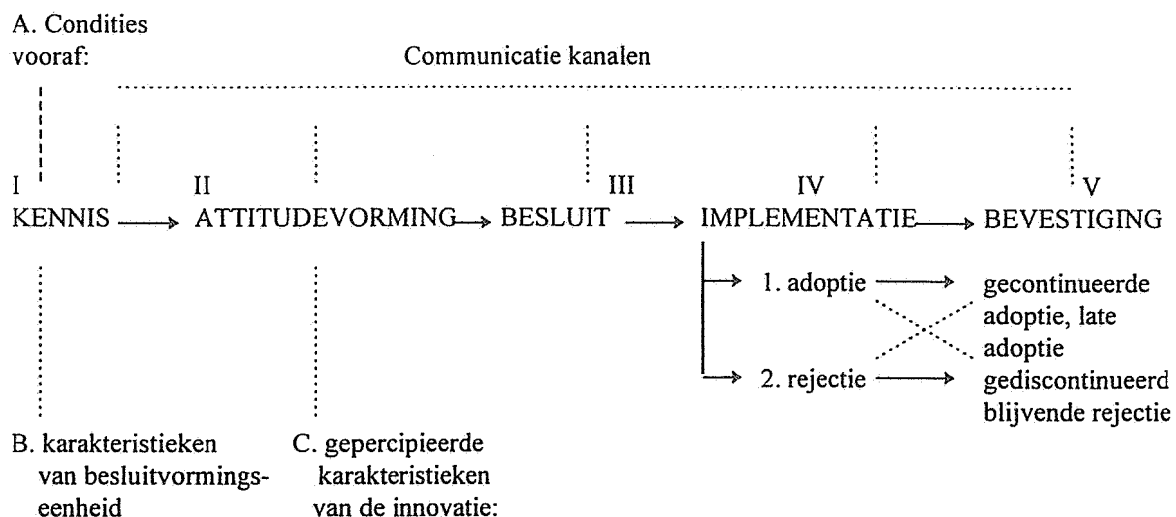 A. Condities
vooraf:
Communicatie kanalen
I II III IV V
KENNIS ATTITUDEVORMING BESLUIT IMPLEMENTATIE BEVESTIGING
1. adoptie gecontinueerde
adoptie, late
adoptie
2. rejectie gediscontinueerd
blijvende rejectie
B. karakteristieken
van besluitvormings-
eenheid
C. gepercipieerde
karakteristieken
van de innovatie: